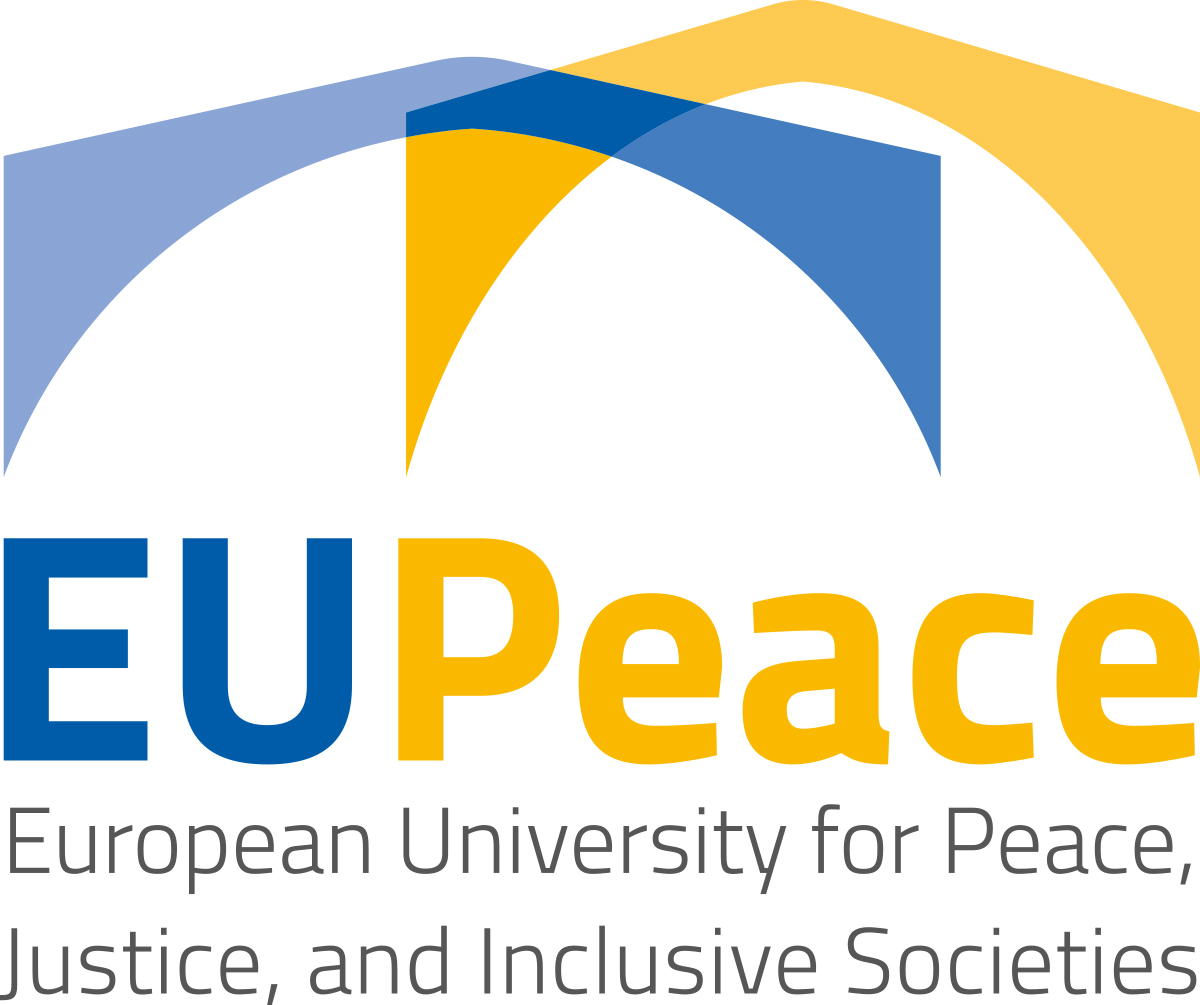 EUPeace
European University for Peace,
Justice, and Inclusive Societies